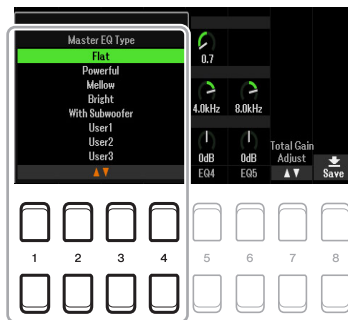 Master EQ Type
Flat
Powerful
Mellow
Bright
With Subwoofer
User1
User2
User3
0.7
4.0kHz 8.0kHz
0dB 0dB
EQ4 EQ5
Total Gain
Adjust
Save
1 2 3 4 5 6 7 8